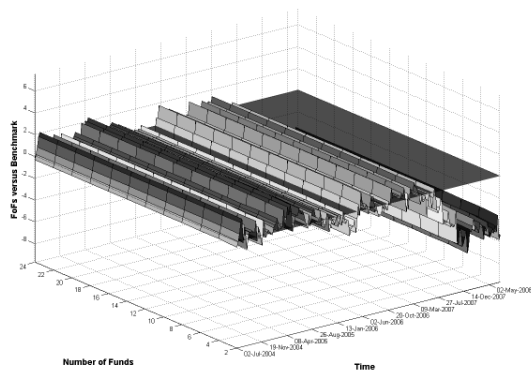 6
4
2
0
-2
-4
-6
-8
FoFs versus Benchmark
24
22
20
18
16
14
12
10
8
6
4
2
Number of Funds
02-Jul-2004
19-Nov-2004
08-Apr-2005
26-Aug-2005
13-Jan-2006
02-Jun-2006
20-Oct-2006
09-Mar-2007
27-Jul-2007
14-Dec-2007
02-May-2008
Time